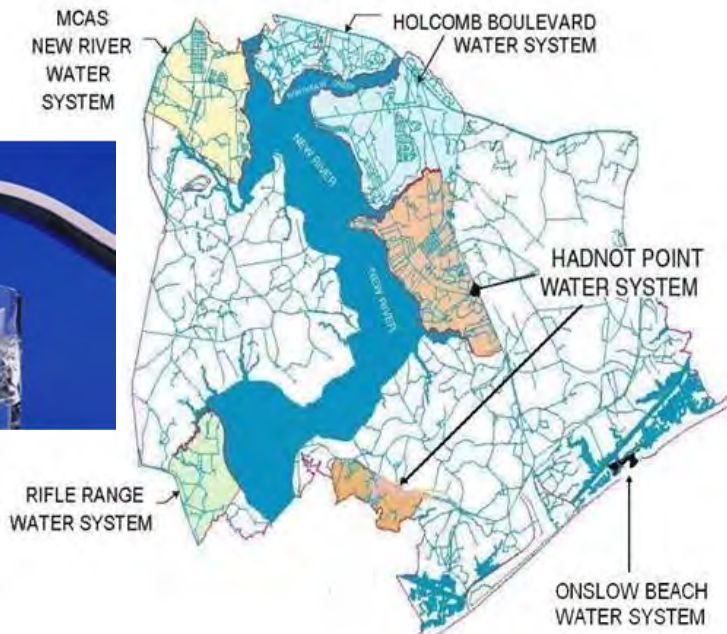 MCAS
NEW RIVER
WATER
SYSTEM
HOLCOMB BOULEVARD
WATER SYSTEM
NEW RIVER
NEW RIVER
HADNOT POINT
WATER SYSTEM
RIFLE RANGE
WATER SYSTEM
ONSLOW BEACH
WATER SYSTEM